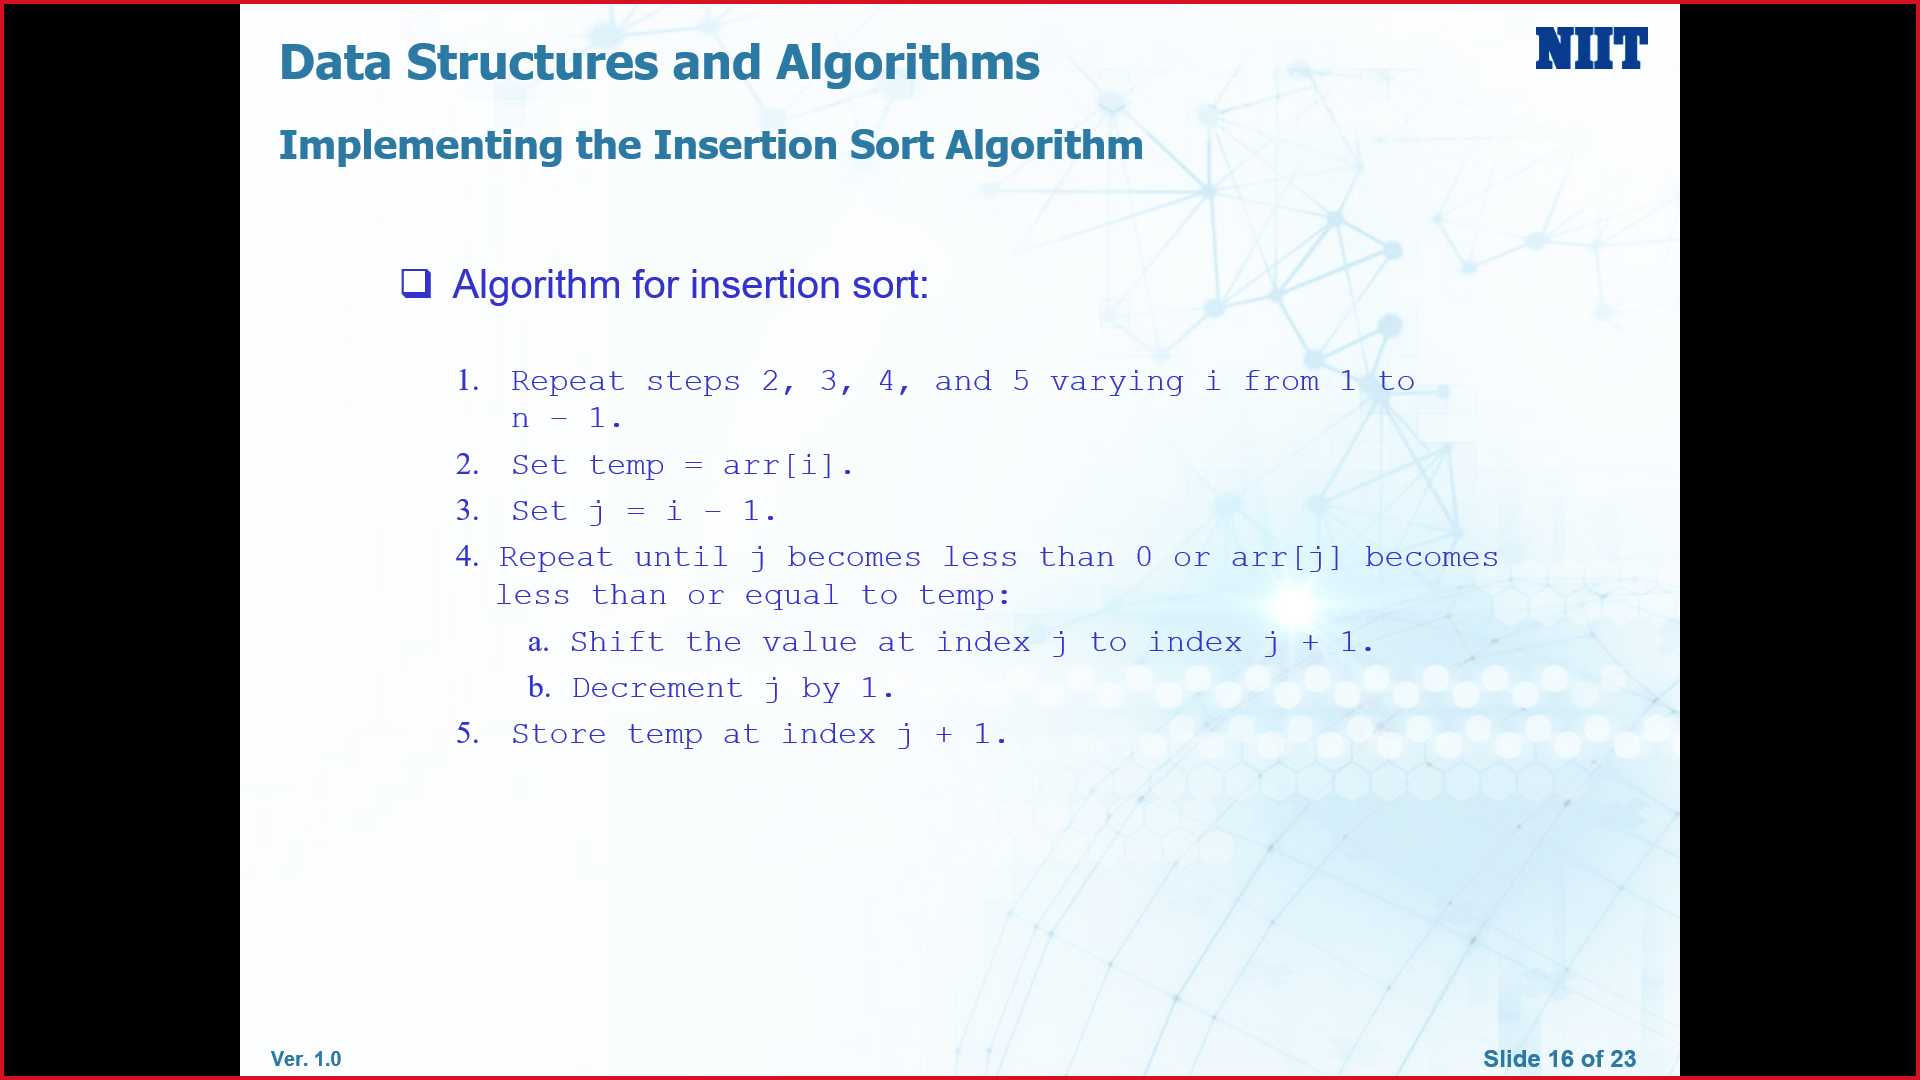 Data Structures and Algorithms
NIIT
Implementing the Insertion Sort Algorithm
❑ Algorithm for insertion sort:
1. Repeat steps 2, 3, 4, and 5 varying i from 1 to
n – 1.
2. Set temp = arr[i].
3. Set j = i – 1.
4. Repeat until j becomes less than 0 or arr[j] becomes
less than or equal to temp:
a. Shift the value at index j to index j + 1.
b. Decrement j by 1.
5. Store temp at index j + 1.
Ver. 1.0
Slide 16 of 23